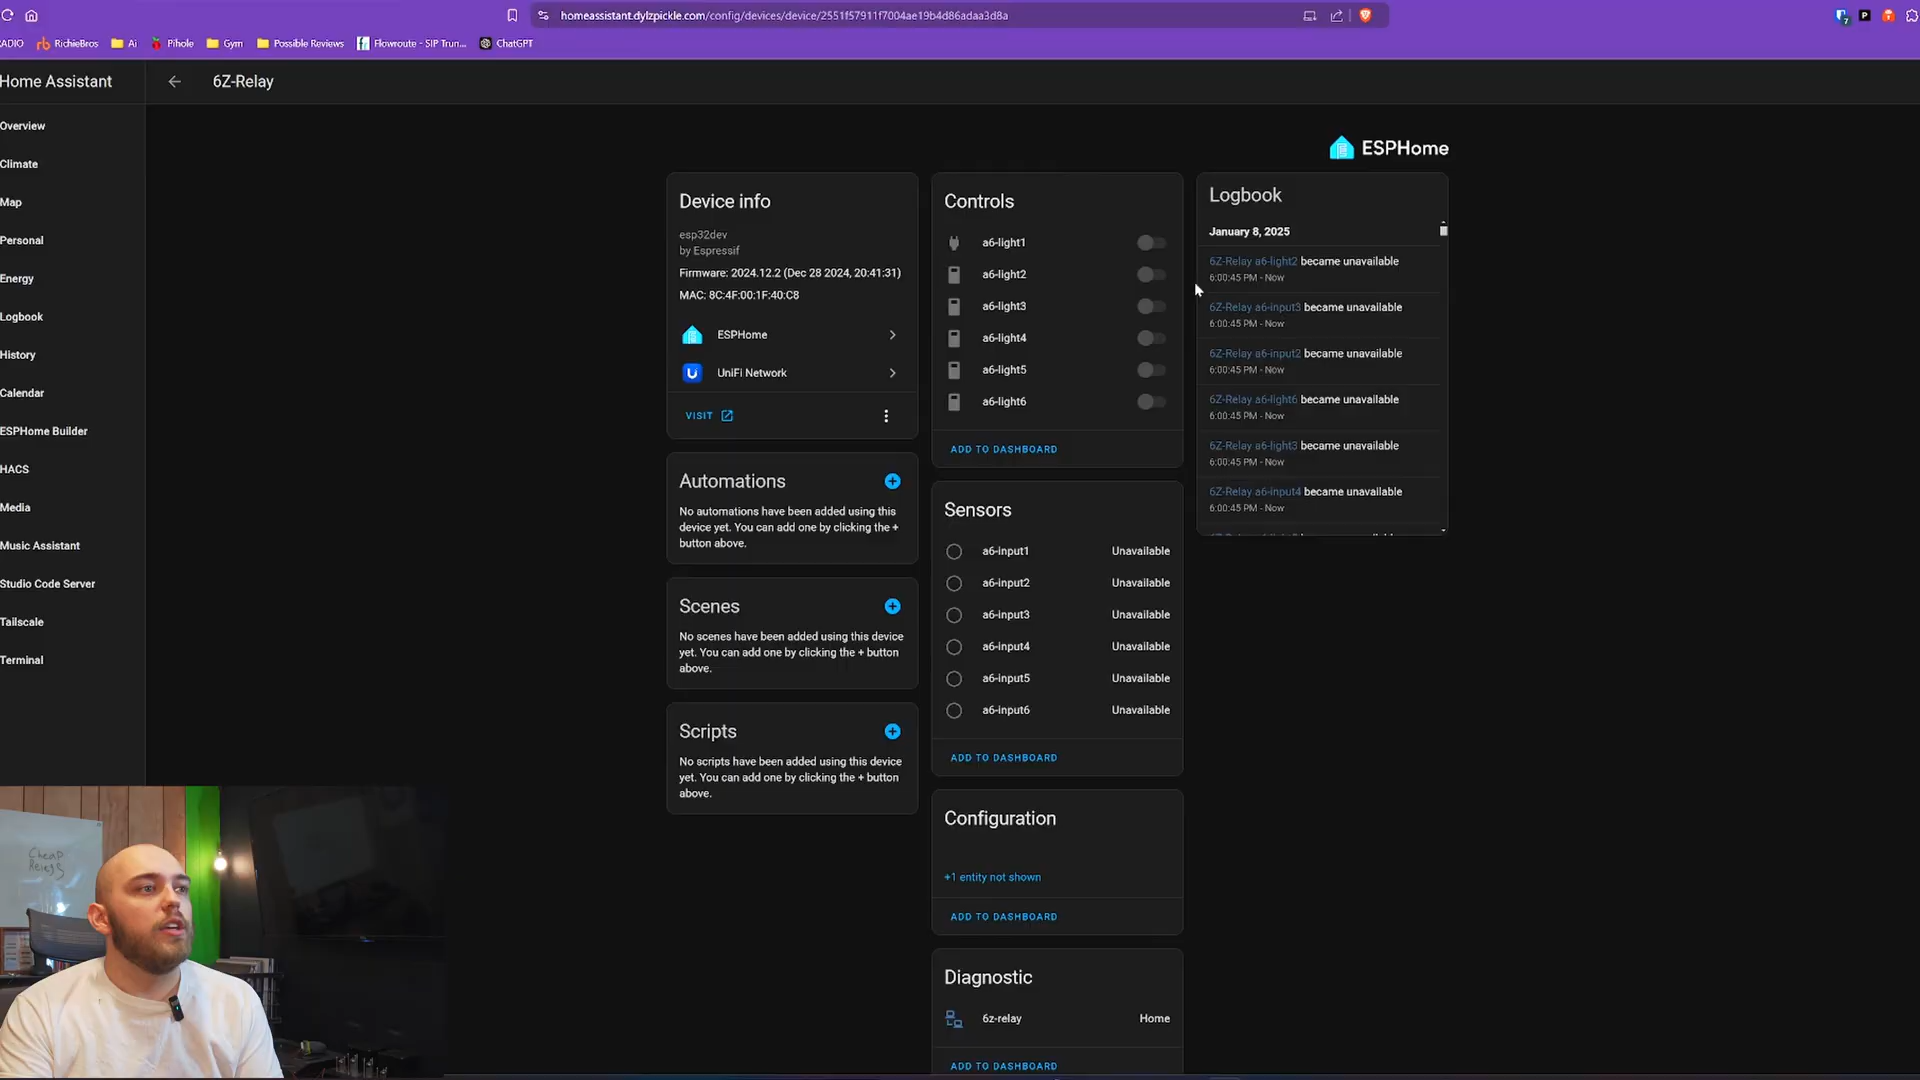 homeassistant.dylzpickle.com/config/devices/device/2551f57911f7004ae19b4d86adaa3d8a
7
P
ADIO
RichieBros
Ai
Pihole
Gym
Possible Reviews
Flowroute - SIP Trun...
ChatGPT
Home Assistant
6Z-Relay
Overview
Climate
Map
Personal
Energy
Logbook
History
Calendar
ESPHome Builder
HACS
Media
Music Assistant
Studio Code Server
Tailscale
Terminal
ESPHome
Device info
esp32dev
by Espressif
Firmware: 2024.12.2 (Dec 28 2024, 20:41:31)
MAC: 8C:4F:00:1F:40:C8
ESPHome
UniFi Network
VISIT
Automations
No automations have been added using this
device yet. You can add one by clicking the +
button above.
Scenes
No scenes have been added using this device
yet. You can add one by clicking the + button
above.
Scripts
No scripts have been added using this device
yet. You can add one by clicking the + button
above.
Controls
a6-light1
a6-light2
a6-light3
a6-light4
a6-light5
a6-light6
ADD TO DASHBOARD
Sensors
a6-input1 Unavailable
a6-input2 Unavailable
a6-input3 Unavailable
a6-input4 Unavailable
a6-input5 Unavailable
a6-input6 Unavailable
ADD TO DASHBOARD
Configuration
+1 entity not shown
ADD TO DASHBOARD
Diagnostic
6z-relay Home
ADD TO DASHBOARD
Logbook
January 8, 2025
6Z-Relay a6-light2 became unavailable
6:00:45 PM - Now
6Z-Relay a6-input3 became unavailable
6:00:45 PM - Now
6Z-Relay a6-input2 became unavailable
6:00:45 PM - Now
6Z-Relay a6-light6 became unavailable
6:00:45 PM - Now
6Z-Relay a6-light3 became unavailable
6:00:45 PM - Now
6Z-Relay a6-input4 became unavailable
6:00:45 PM - Now
Cheap
Relays